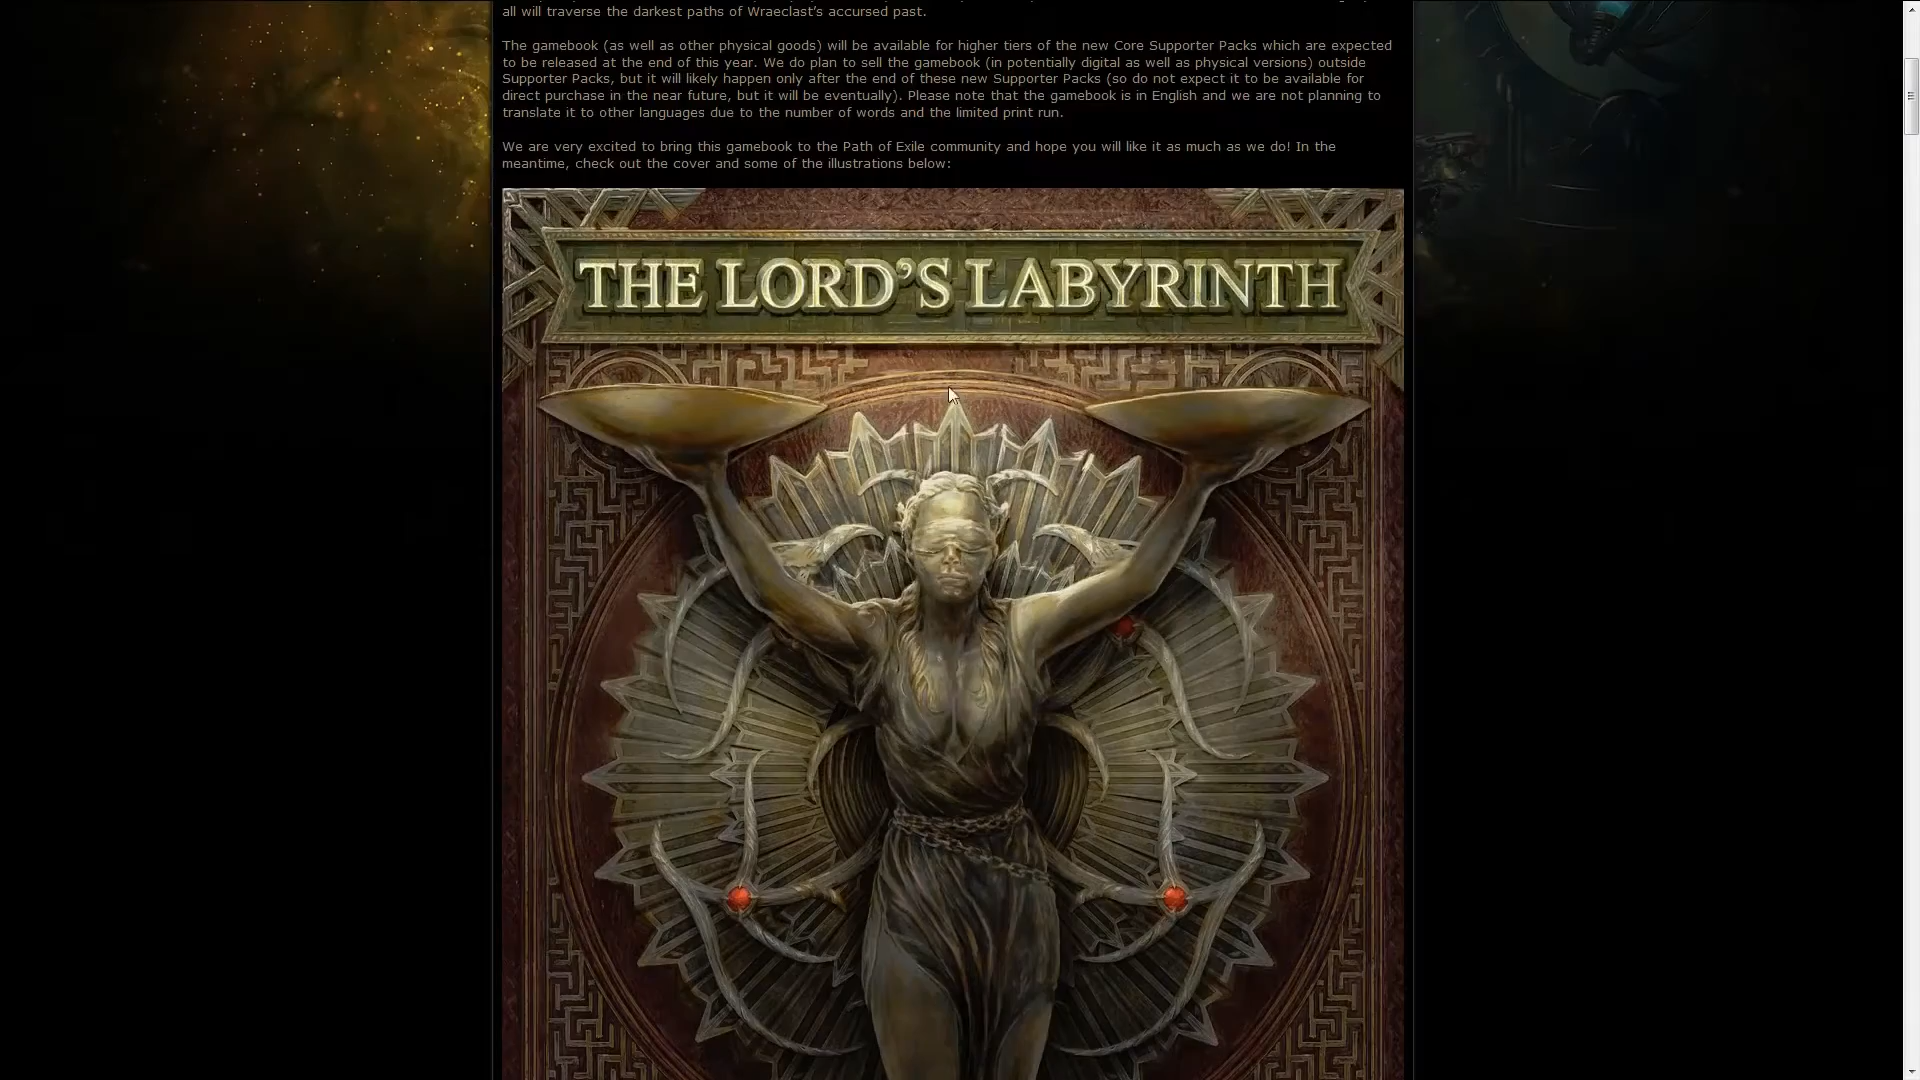 all will traverse the darkest paths of Wraeclast's accursed past.
The gamebook (as well as other physical goods) will be available for higher tiers of the new Core Supporter Packs which are expected
to be released at the end of this year. We do plan to sell the gamebook (in potentially digital as well as physical versions) outside
Supporter Packs, but it will likely happen only after the end of these new Supporter Packs (so do not expect it to be available for
direct purchase in the near future, but it will be eventually). Please note that the gamebook is in English and we are not planning to
translate it to other languages due to the number of words and the limited print run.
We are very excited to bring this gamebook to the Path of Exile community and hope you will like it as much as we do! In the
meantime, check out the cover and some of the illustrations below:
THE LORD'S LABYRINTH